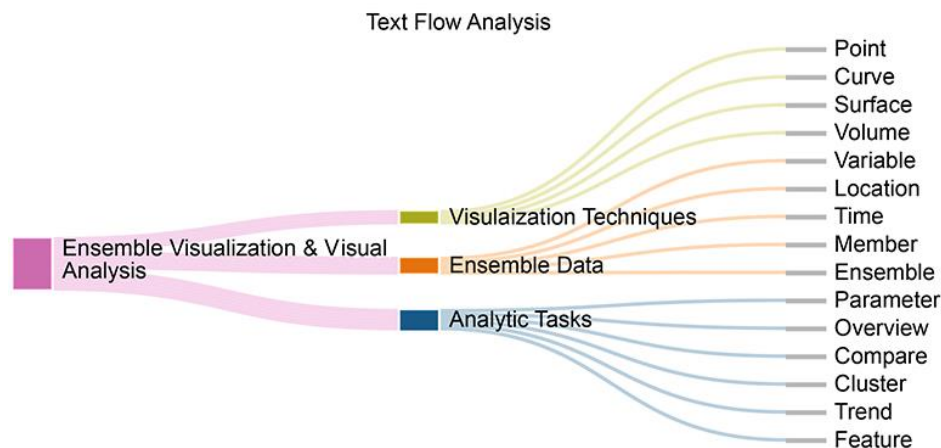 Text Flow Analysis
Point
Curve
Surface
Volume
Variable
Location
Visulaization Techniques
Time
Member
Ensemble Visualization & Visual
Analysis
Ensemble Data
Ensemble
Parameter
Analytic Tasks
Overview
Compare
Cluster
Trend
Feature